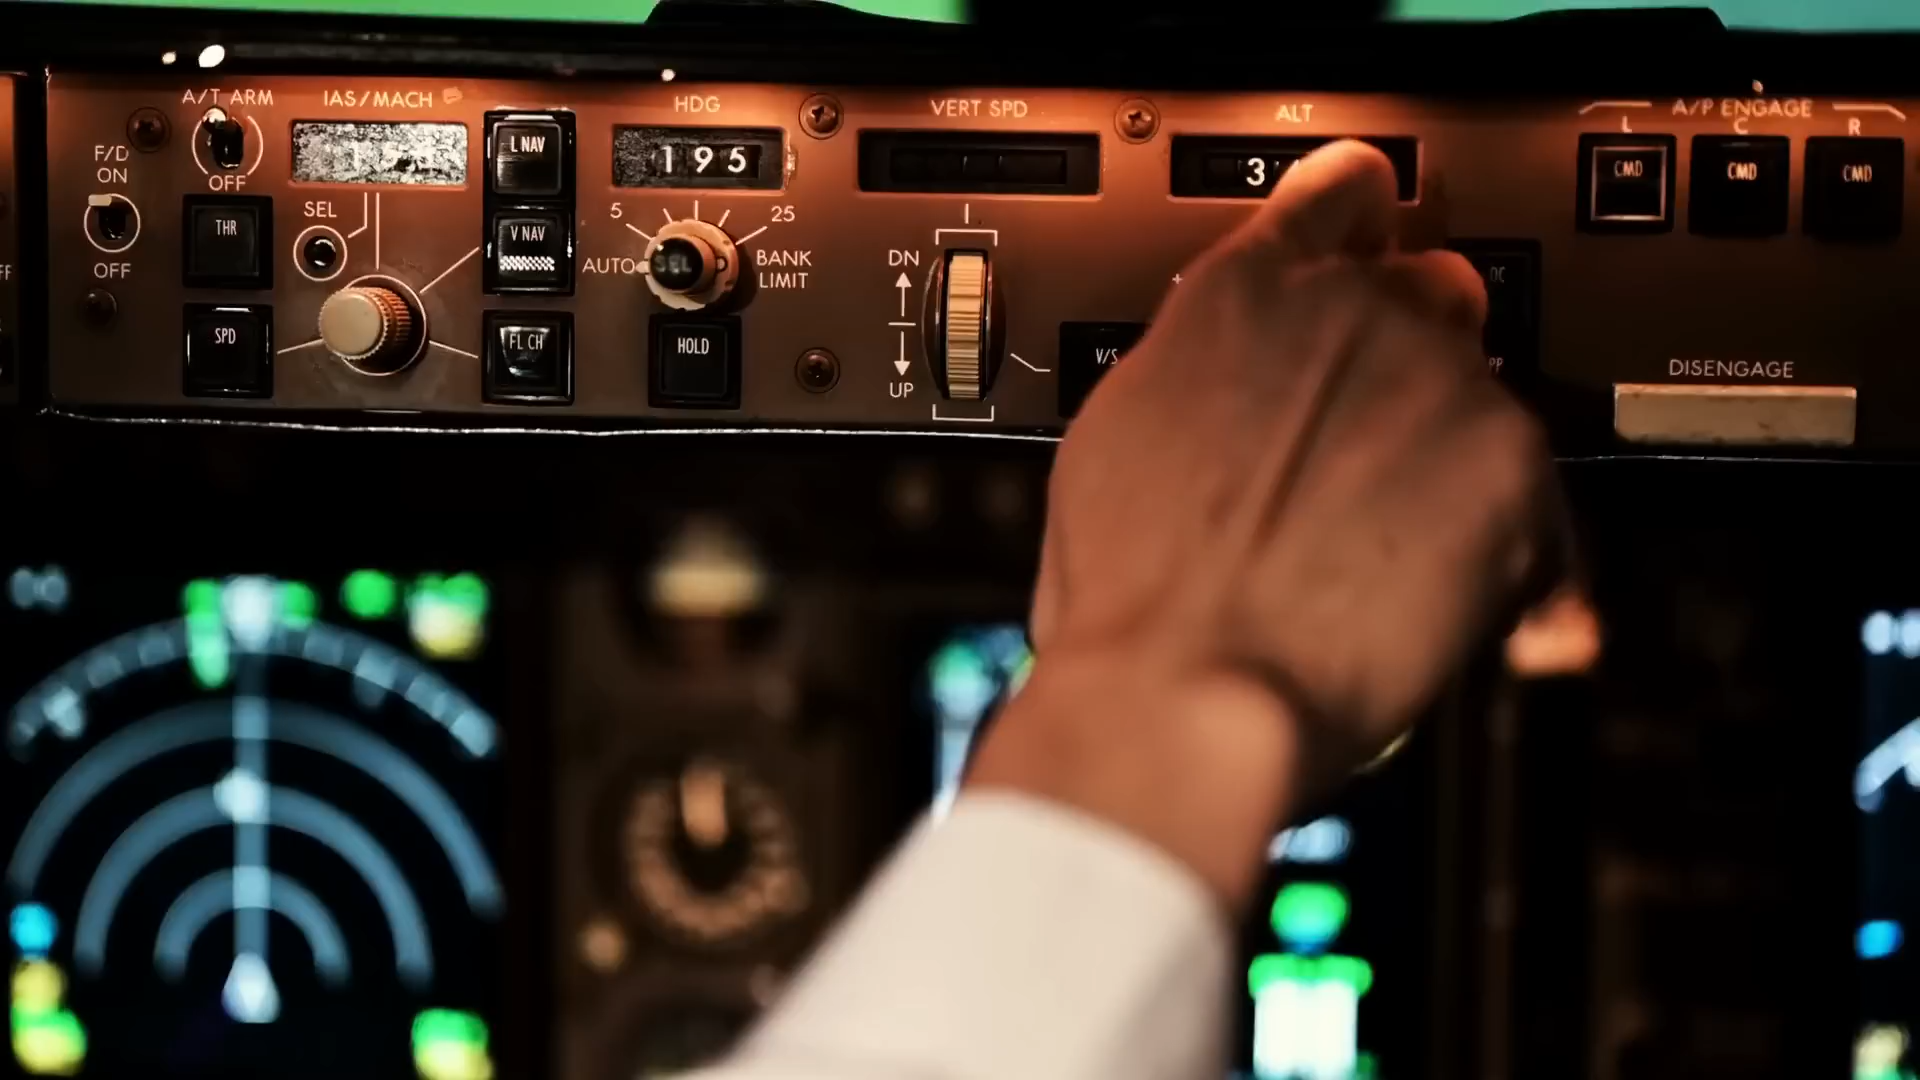 A/T ARM
IAS/MACH
HDG
VERT SPD
ALT
A/P ENGAGE
L
C
R
F/D
ON
OFF
OFF
L NAV
195
3
CMD
CMD
CMD
THR
SEL
V NAV
5
25
AUTO
SEL
BANK
LIMIT
DN
UP
SPD
FL CH
HOLD
V/S
DISENGAGE